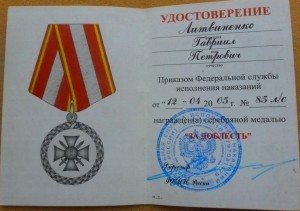 УДОСТОВЕРЕНИЕ
Литвиненко
Гавриил
Петрович
Приказом Федеральной службы
исполнения наказаний
от "12" 04 2005 г. № 85 л/с
награжден(а) серебряной медалью
"ЗА ДОБЛЕСТЬ"